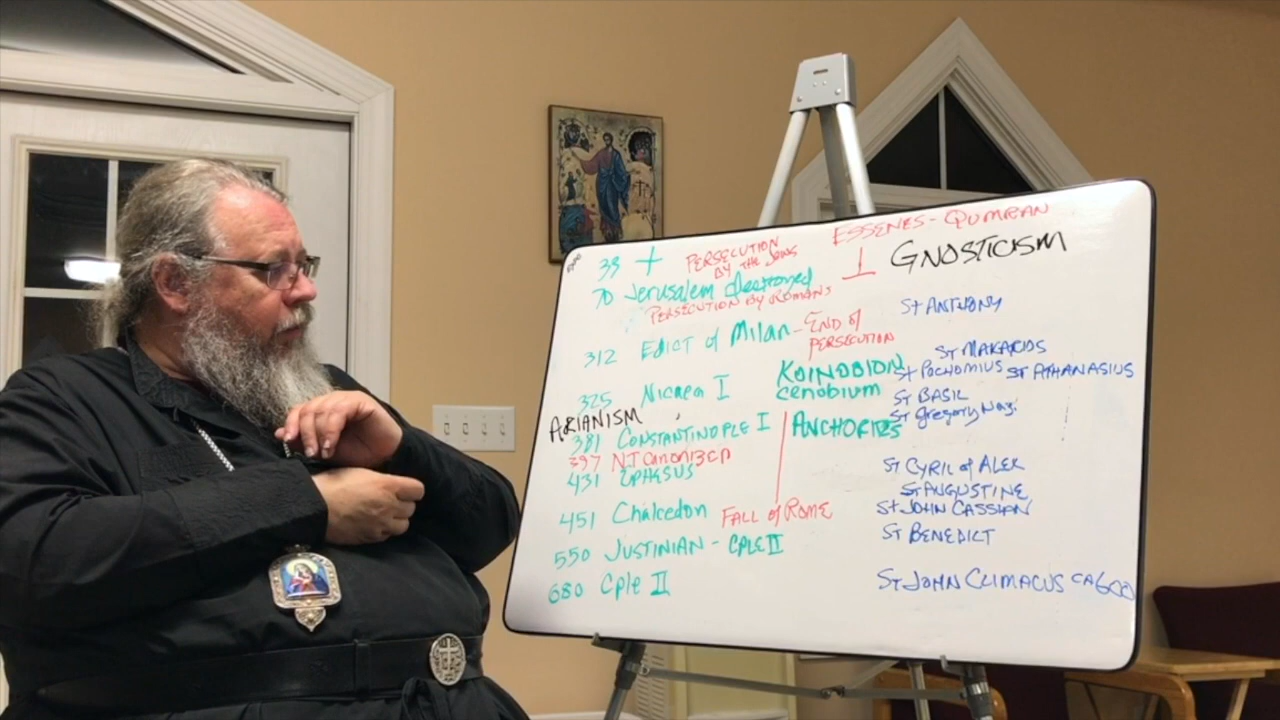 ESSENES - QUMRAN
33 + PERSECUTION
BY THE JEWS
GNOSTICISM
70 Jerusalem destroyed
PERSECUTION BY ROMANS
St ANTHONY
312 EDICT of Milan - END of
PERSECUTION
St MAKARIOS
325 Nicaea I
KOINOBION
cenobium
St PACHOMIUS St ATHANASIUS
St BASIL
St Gregory Naz.
ARIANISM
381 CONSTANTINOPLE I
ANCHORITES
397 NT Canonized
431 EPHESUS
St CYRIL of ALEX
St AUGUSTINE
451 Chalcedon FALL of ROME
St JOHN CASSIAN
550 JUSTINIAN - CPLE II
St BENEDICT
680 Cple II
St JOHN CLIMACUS CA 600